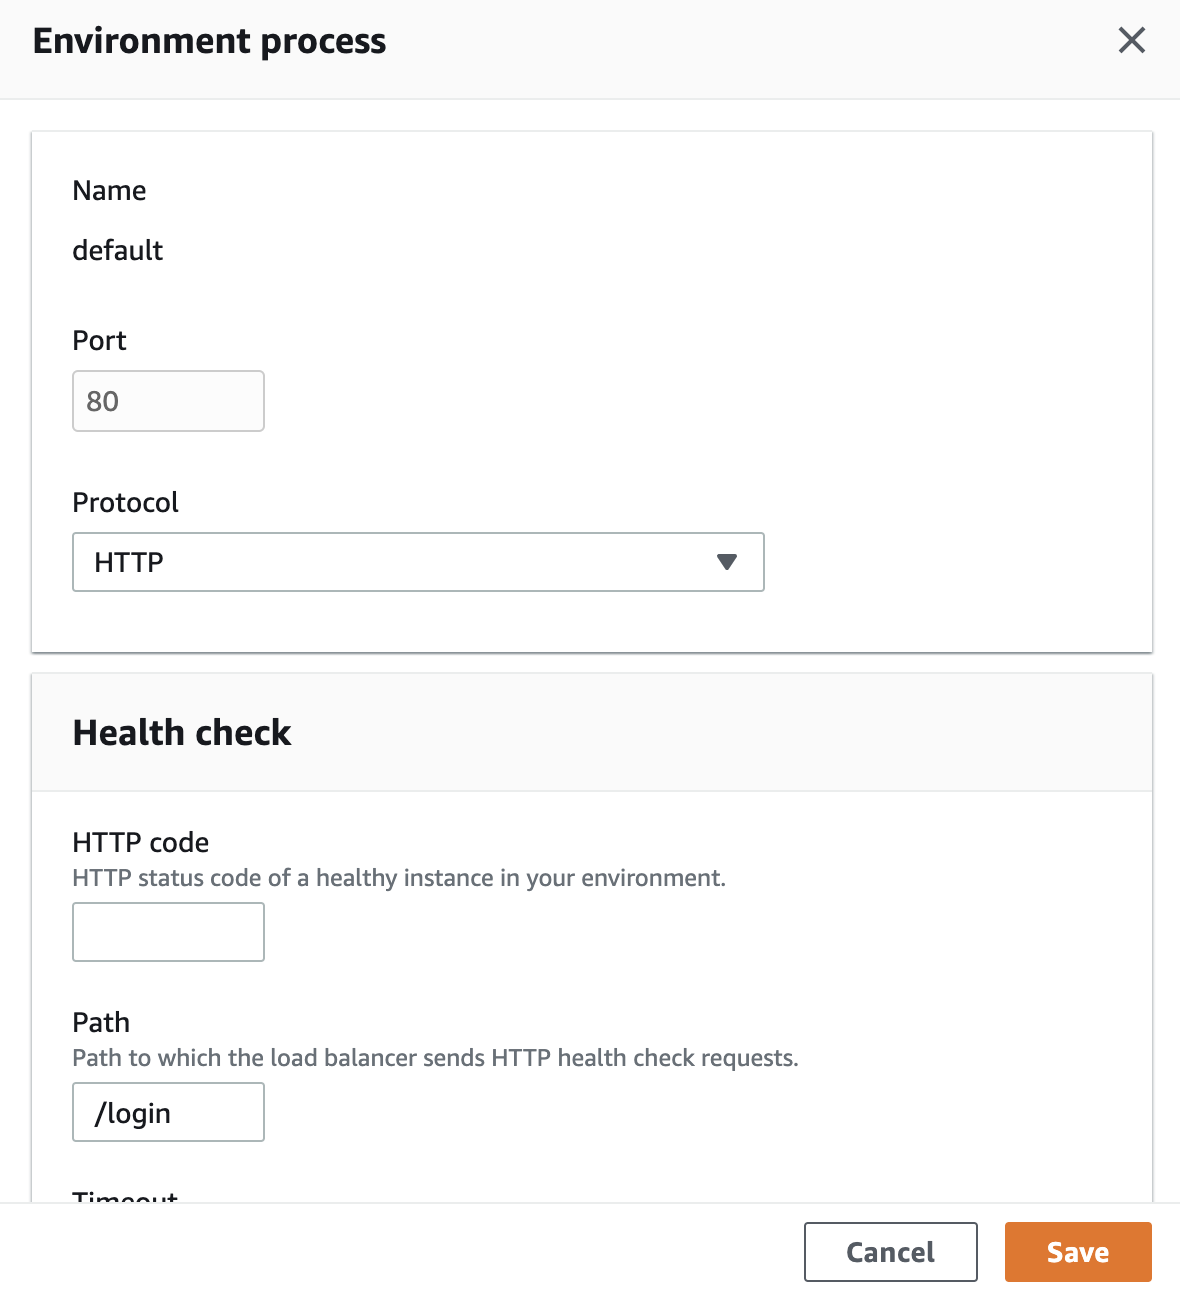 Environment process
Name
default
Port
80
Protocol
HTTP
Health check
HTTP code
HTTP status code of a healthy instance in your environment.
Path
Path to which the load balancer sends HTTP health check requests.
/login
Timeout
Cancel
Save